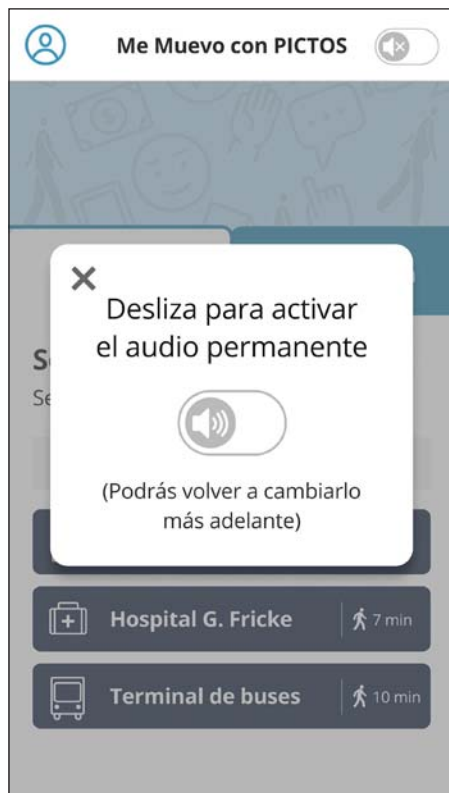 Me Muevo con PICTOS
Desliza para activar
el audio permanente
(Podrás volver a cambiarlo
más adelante)
Hospital G. Fricke
7 min
Terminal de buses
10 min